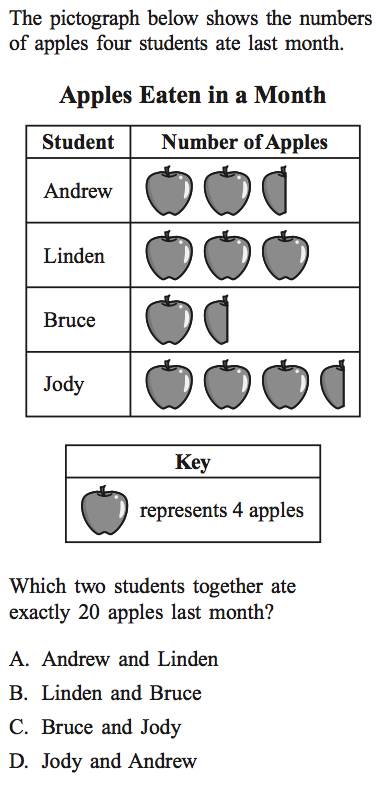 The pictograph below shows the numbers
of apples four students ate last month.
Apples Eaten in a Month
Student Number of Apples
Andrew
Linden
Bruce
Jody
Key
represents 4 apples
Which two students together ate
exactly 20 apples last month?
A. Andrew and Linden
B. Linden and Bruce
C. Bruce and Jody
D. Jody and Andrew